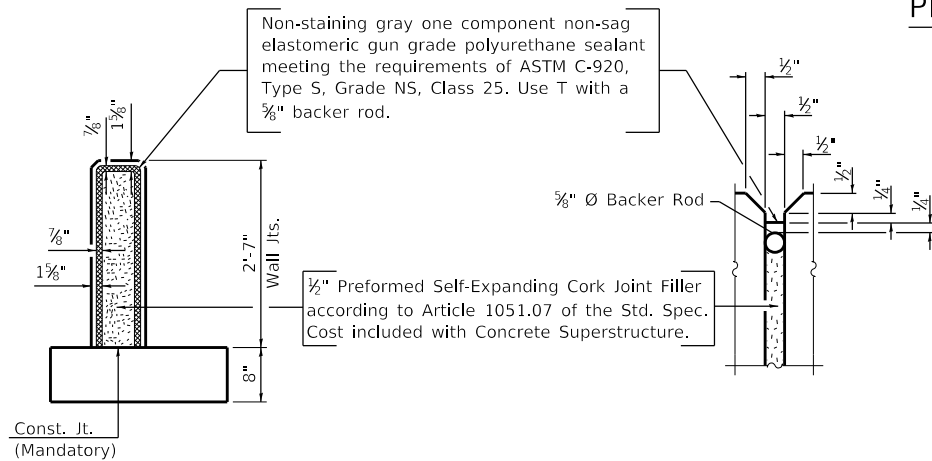 Non-staining gray one component non-sag
elastomeric gun grade polyurethane sealant
meeting the requirements of ASTM C-920,
Type S, Grade NS, Class 25. Use T with a
⅝" backer rod.
⅞"
1⅝"
½"
½"
½"
¼"
¼"
⅝" Ø Backer Rod
⅞"
1⅝"
2'-7"
Wall Jts.
½" Preformed Self-Expanding Cork Joint Filler
according to Article 1051.07 of the Std. Spec.
Cost included with Concrete Superstructure.
8"
Const. Jt.
(Mandatory)